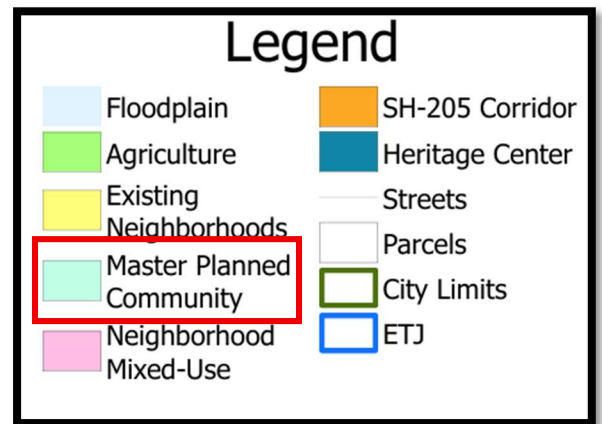 Legend
Floodplain
Agriculture
Existing
Neighborhoods
Master Planned
Community
Neighborhood
Mixed-Use
SH-205 Corridor
Heritage Center
Streets
Parcels
City Limits
ETJ